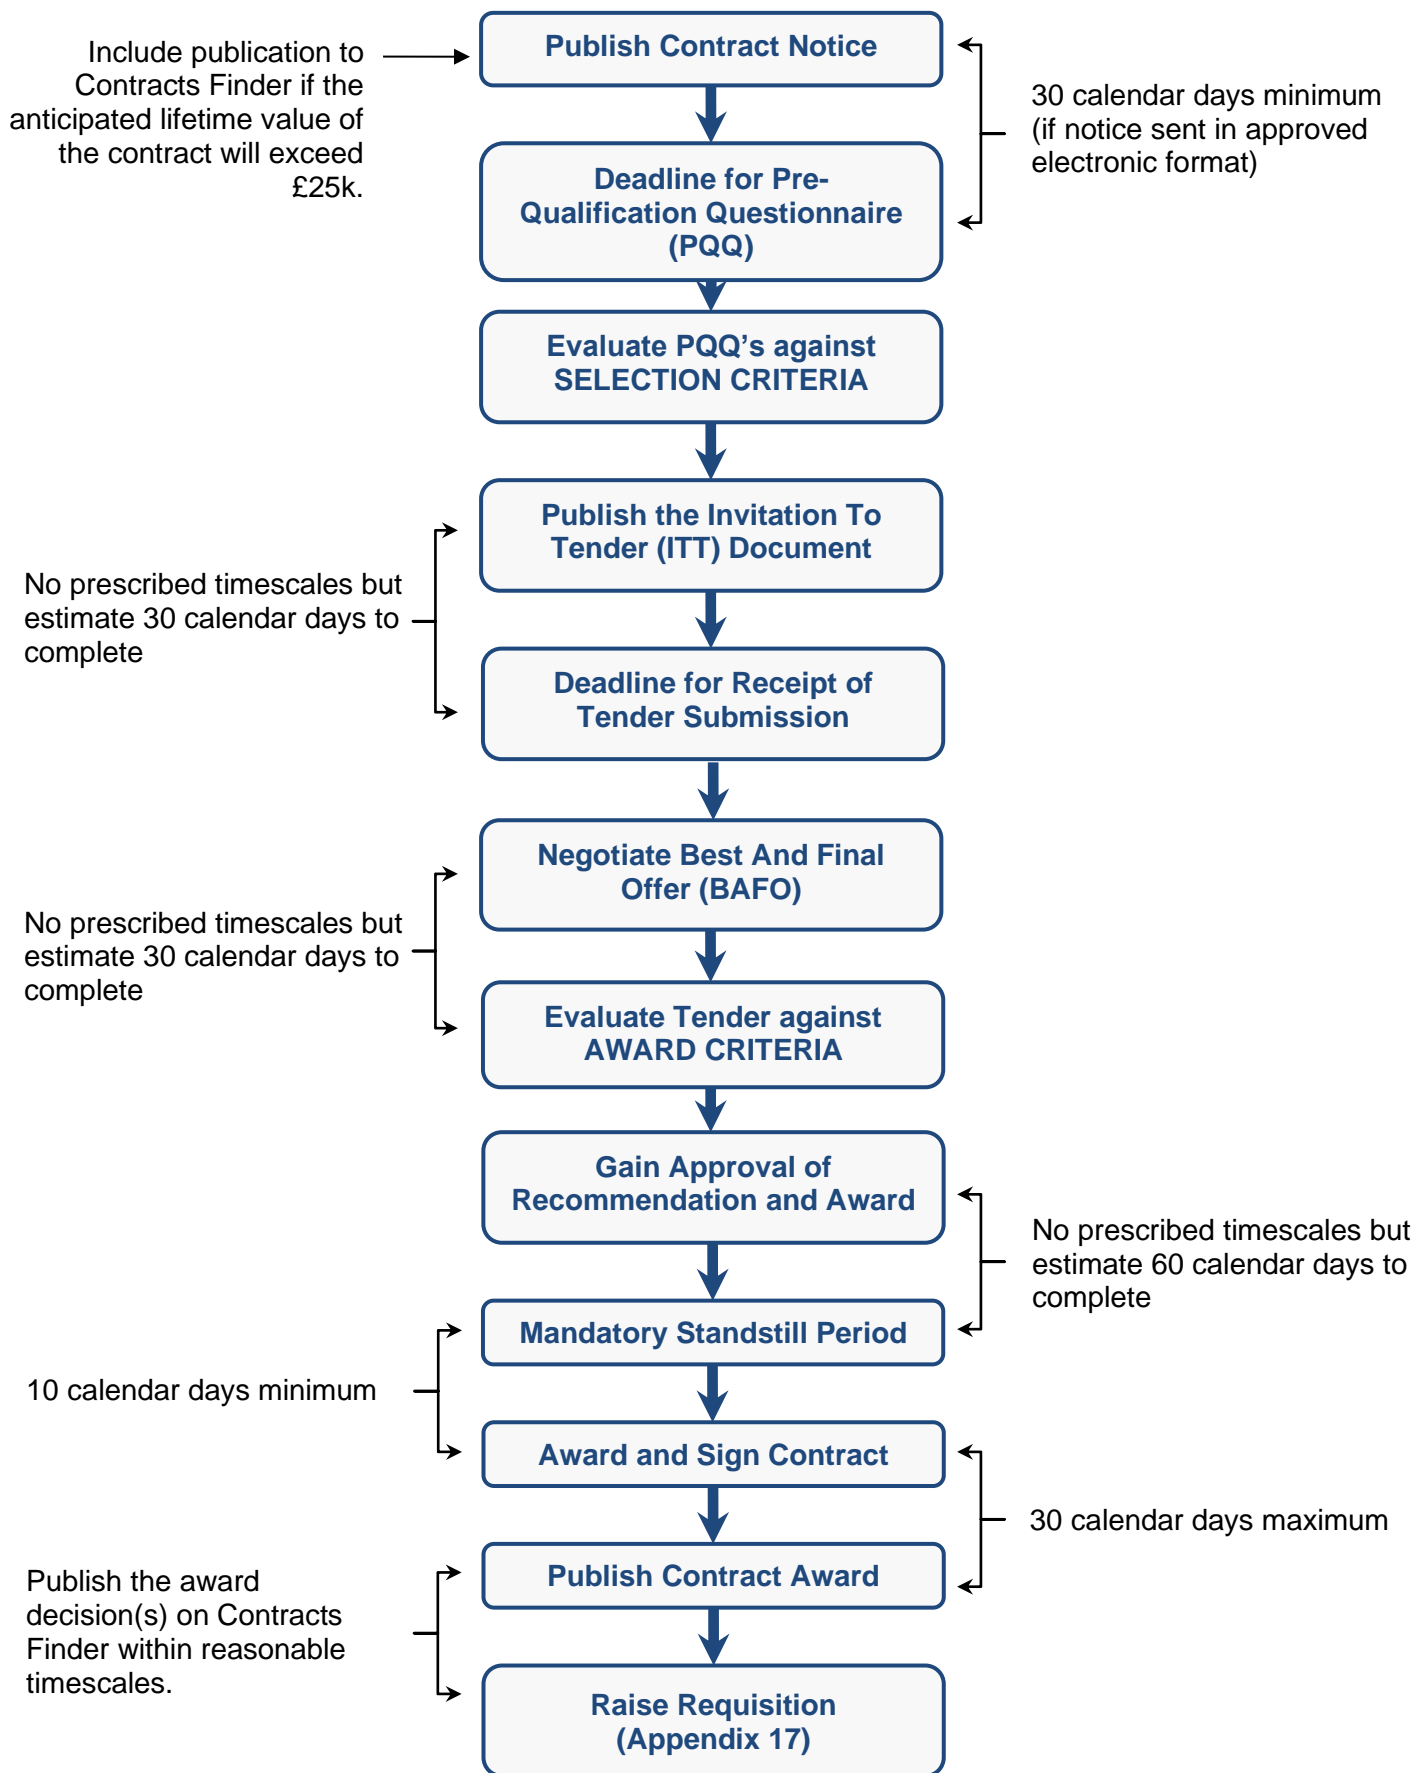 Publish Contract Notice
Include publication to
Contracts Finder if the
anticipated lifetime value of
the contract will exceed
£25k.
30 calendar days minimum
(if notice sent in approved
electronic format)
Deadline for Pre-
Qualification Questionnaire
(PQQ)
Evaluate PQQ’s against
SELECTION CRITERIA
Publish the Invitation To
Tender (ITT) Document
No prescribed timescales but
estimate 30 calendar days to
complete
Deadline for Receipt of
Tender Submission
Negotiate Best And Final
Offer (BAFO)
No prescribed timescales but
estimate 30 calendar days to
complete
Evaluate Tender against
AWARD CRITERIA
Gain Approval of
Recommendation and Award
No prescribed timescales but
estimate 60 calendar days to
complete
Mandatory Standstill Period
10 calendar days minimum
Award and Sign Contract
30 calendar days maximum
Publish Contract Award
Publish the award
decision(s) on Contracts
Finder within reasonable
timescales.
Raise Requisition
(Appendix 17)